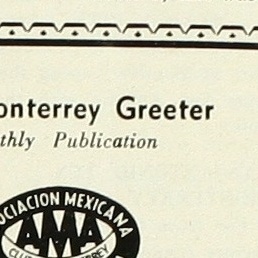 onterrey Greeter
thly Publication
OCIACION MEXICANA
AMA